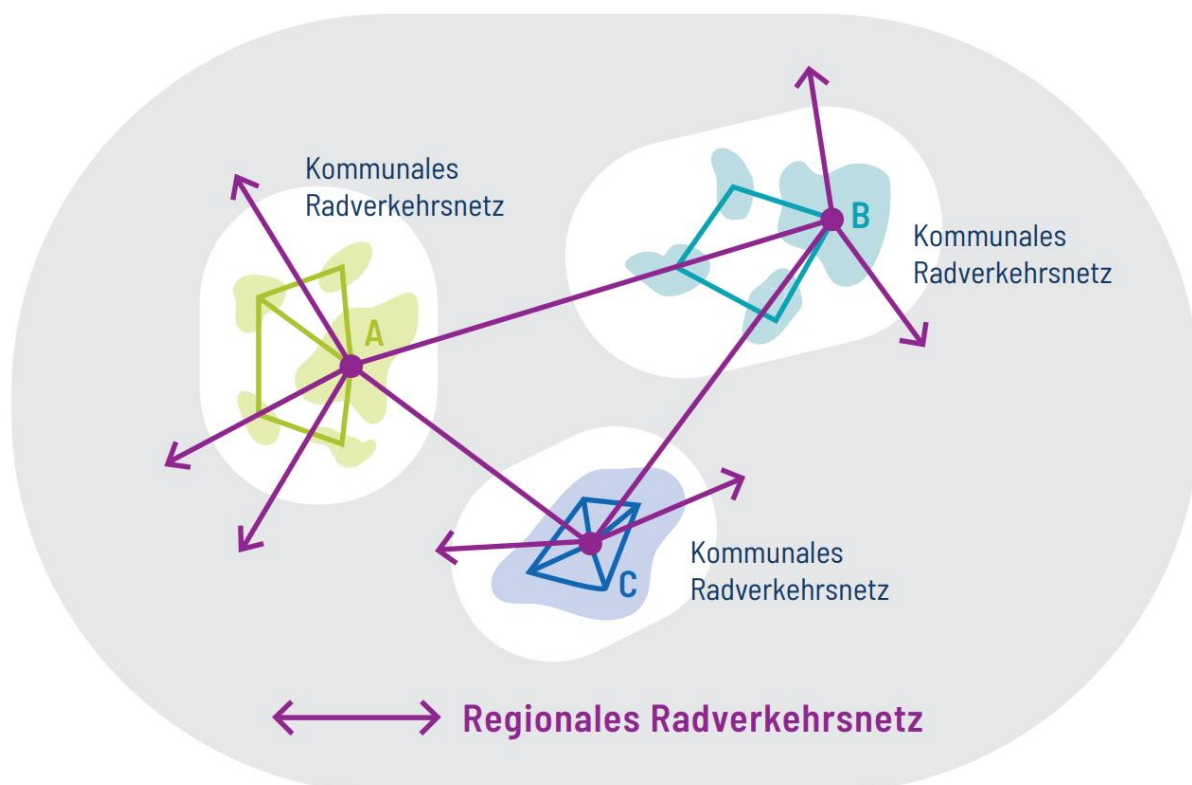 Kommunales
Radverkehrsnetz
B
Kommunales
Radverkehrsnetz
A
Kommunales
Radverkehrsnetz
C
Regionales Radverkehrsnetz